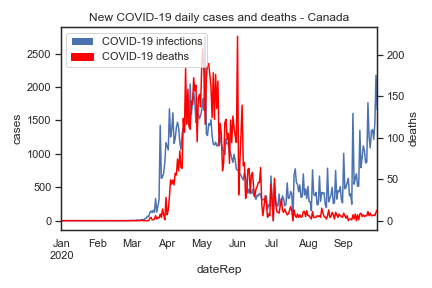 New COVID-19 daily cases and deaths - Canada
COVID-19 infections
COVID-19 deaths
2500
2000
1500
1000
500
0
cases
200
150
100
50
0
deaths
Jan Feb Mar Apr May Jun Jul Aug Sep
2020
dateRep